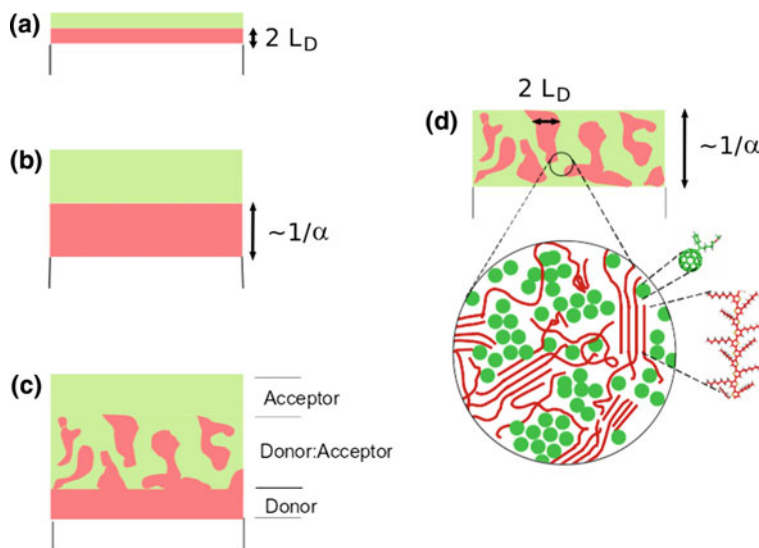 (a)
2 L_D
(b)
~1/α
(c)
Acceptor
Donor:Acceptor
Donor
(d)
2 L_D
~1/α